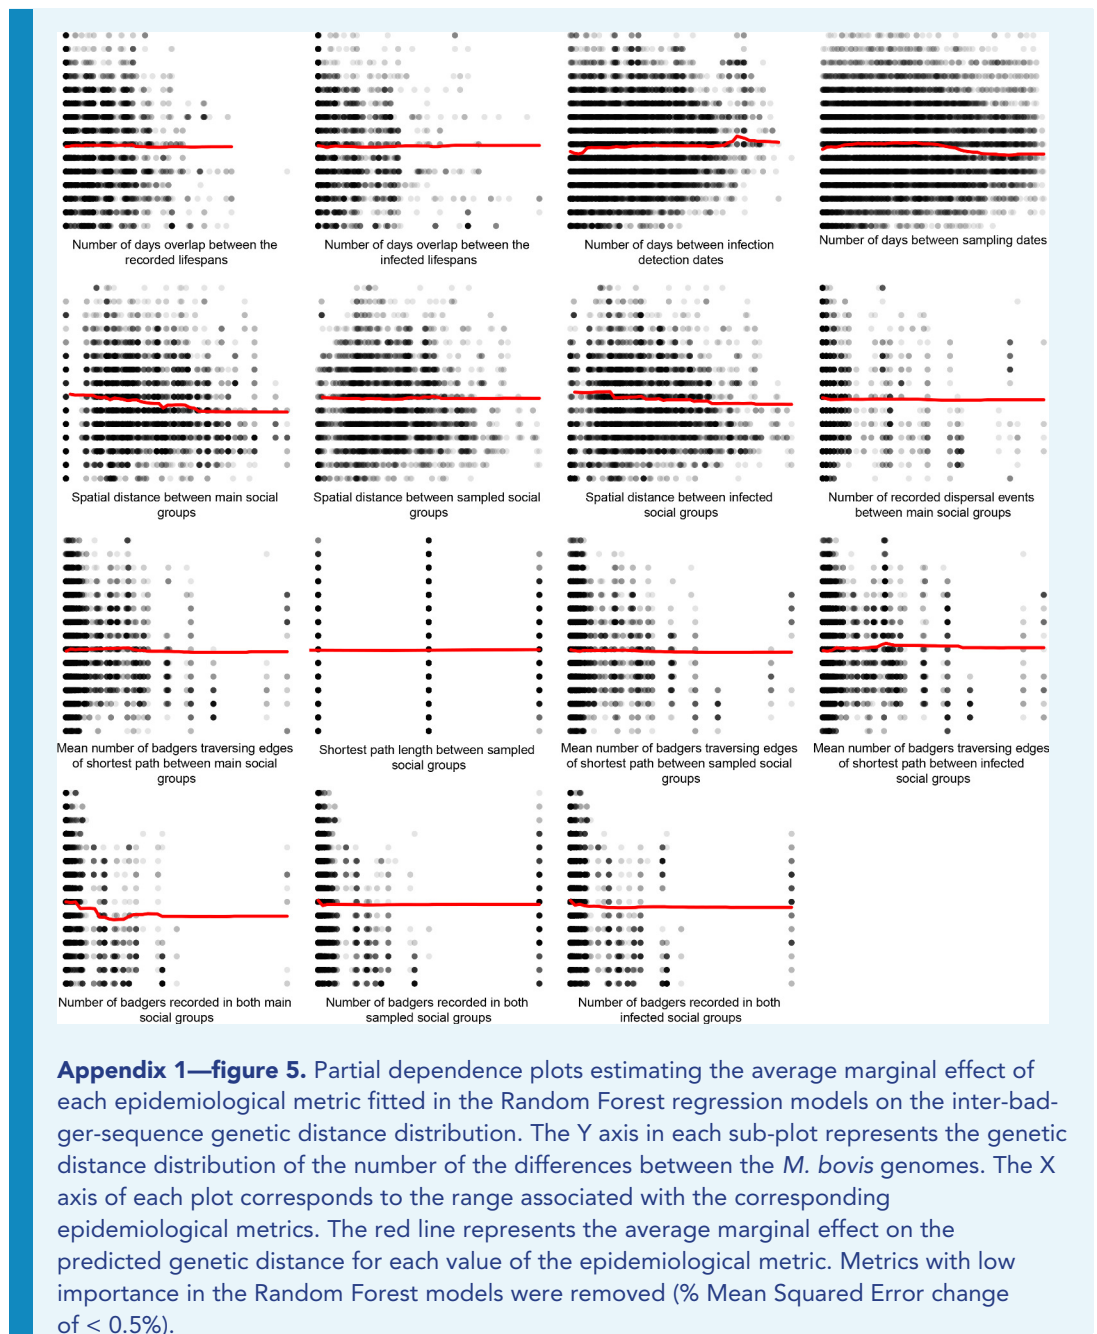 Number of days overlap between the
recorded lifespans
Number of days overlap between the
infected lifespans
Number of days between infection
detection dates
Number of days between sampling dates
Spatial distance between main social
groups
Spatial distance between sampled social
groups
Spatial distance between infected
social groups
Number of recorded dispersal events
between main social groups
Mean number of badgers traversing edges
of shortest path between main social
groups
Shortest path length between sampled
social groups
Mean number of badgers traversing edges
of shortest path between sampled social
groups
Mean number of badgers traversing edges
of shortest path between infected
social groups
Number of badgers recorded in both main
social groups
Number of badgers recorded in both
sampled social groups
Number of badgers recorded in both
infected social groups
Appendix 1—figure 5. Partial dependence plots estimating the average marginal effect of
each epidemiological metric fitted in the Random Forest regression models on the inter-bad-
ger-sequence genetic distance distribution. The Y axis in each sub-plot represents the genetic
distance distribution of the number of the differences between the M. bovis genomes. The X
axis of each plot corresponds to the range associated with the corresponding
epidemiological metrics. The red line represents the average marginal effect on the
predicted genetic distance for each value of the epidemiological metric. Metrics with low
importance in the Random Forest models were removed (% Mean Squared Error change
of < 0.5%).